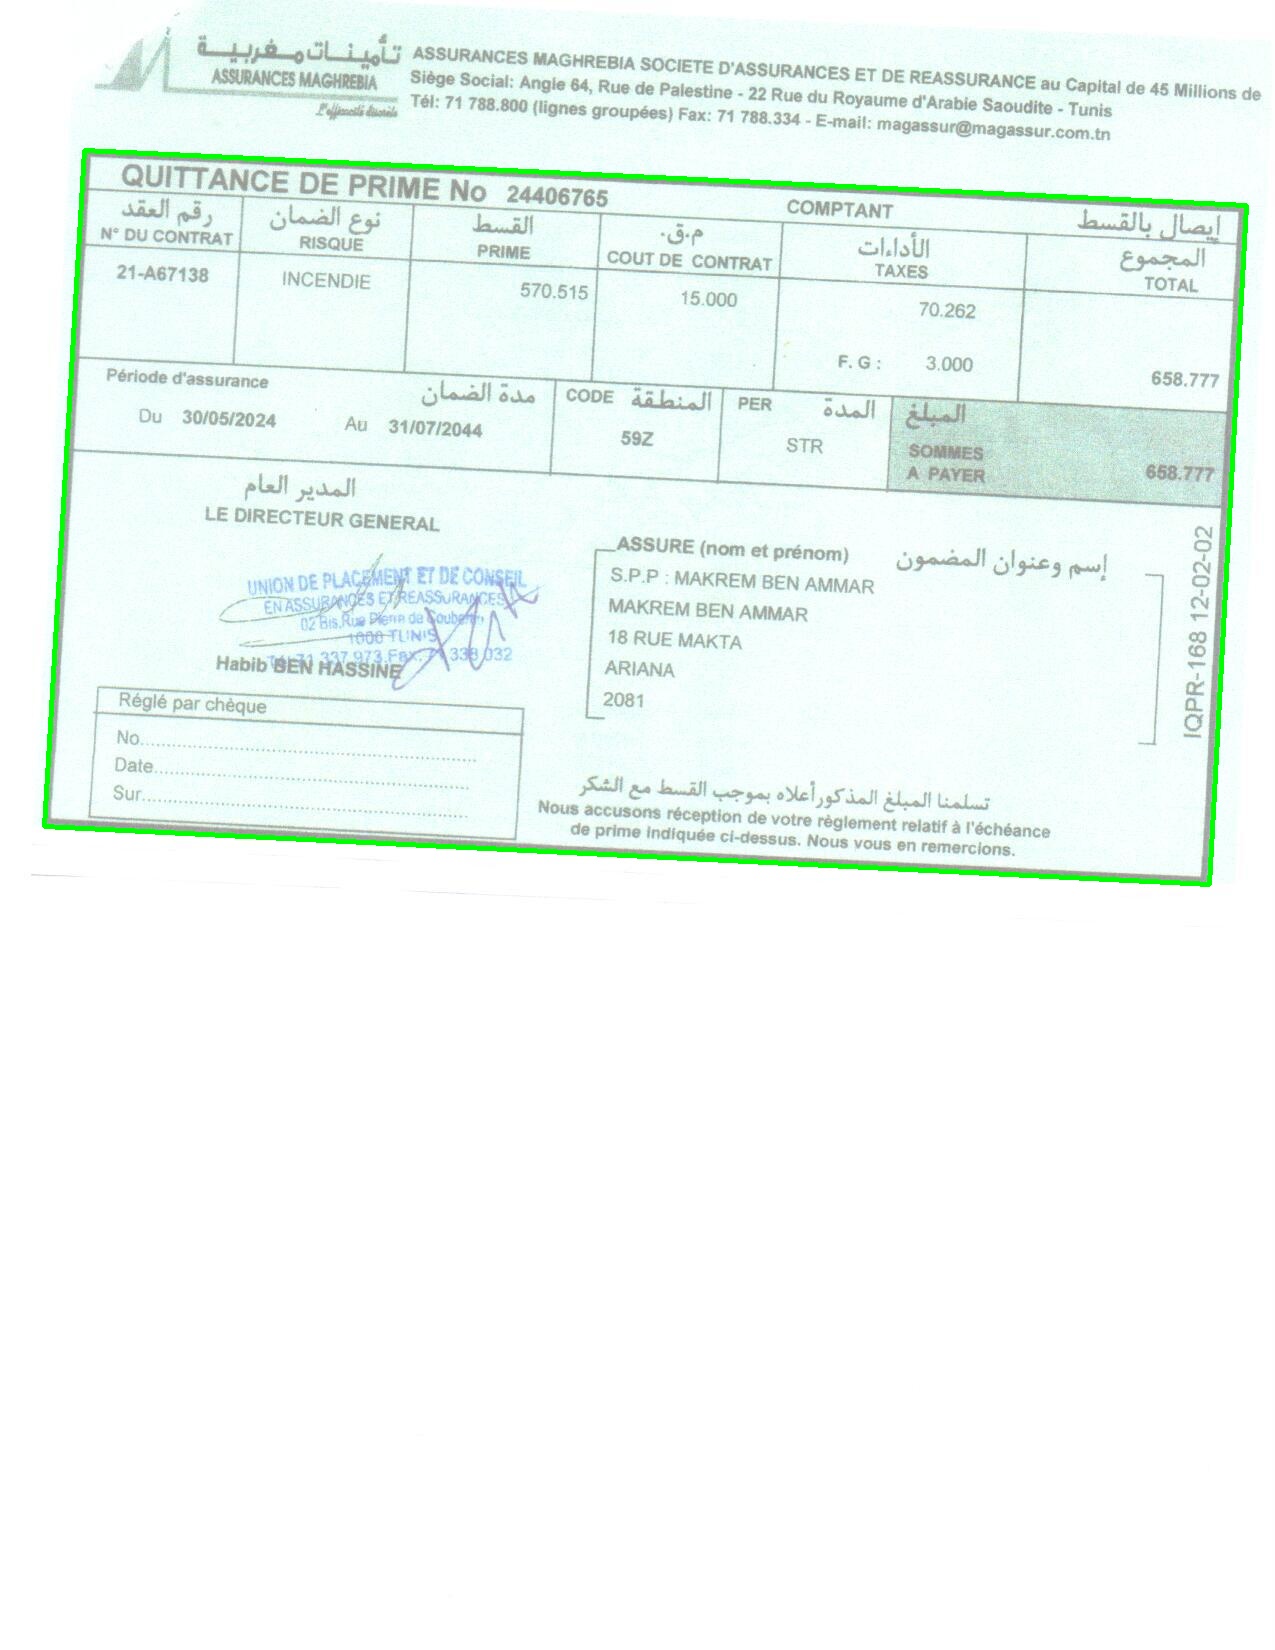 تأمينات مغربية
ASSURANCES MAGHREBIA
L'efficacité discrète
ASSURANCES MAGHREBIA SOCIETE D'ASSURANCES ET DE REASSURANCE au Capital de 45 Millions de
Siège Social: Angle 64, Rue de Palestine - 22 Rue du Royaume d'Arabie Saoudite - Tunis
Tél: 71 788.800 (lignes groupées) Fax: 71 788.334 - E-mail: magassur@magassur.com.tn
QUITTANCE DE PRIME No 24406765 COMPTANT إيصال بالقسط
رقم العقد نوع الضمان القسط م.ق. الأداءات المجموع
N° DU CONTRAT RISQUE PRIME COUT DE CONTRAT TAXES TOTAL
21-A67138 INCENDIE 570.515 15.000 70.262
F. G : 3.000 658.777
Période d'assurance مدة الضمان CODE المنطقة PER المدة المبلغ
Du 30/05/2024 Au 31/07/2044 59Z STR SOMMES
A PAYER 658.777
المدير العام
LE DIRECTEUR GENERAL
UNION DE PLACEMENT ET DE CONSEIL
EN ASSURANCES ET REASSURANCES
02 Bis, Rue Pierre de Coubertin
1000 TUNIS
71 337 973 Fax. 71 338 032
Habib BEN HASSINE
ASSURE (nom et prénom) إسم وعنوان المضمون
S.P.P : MAKREM BEN AMMAR
MAKREM BEN AMMAR
18 RUE MAKTA
ARIANA
2081
IQPR-168 12-02-02
Réglé par chèque
No
Date
Sur
تسلمنا المبلغ المذكور أعلاه بموجب القسط مع الشكر
Nous accusons réception de votre règlement relatif à l'échéance
de prime indiquée ci-dessus. Nous vous en remercions.